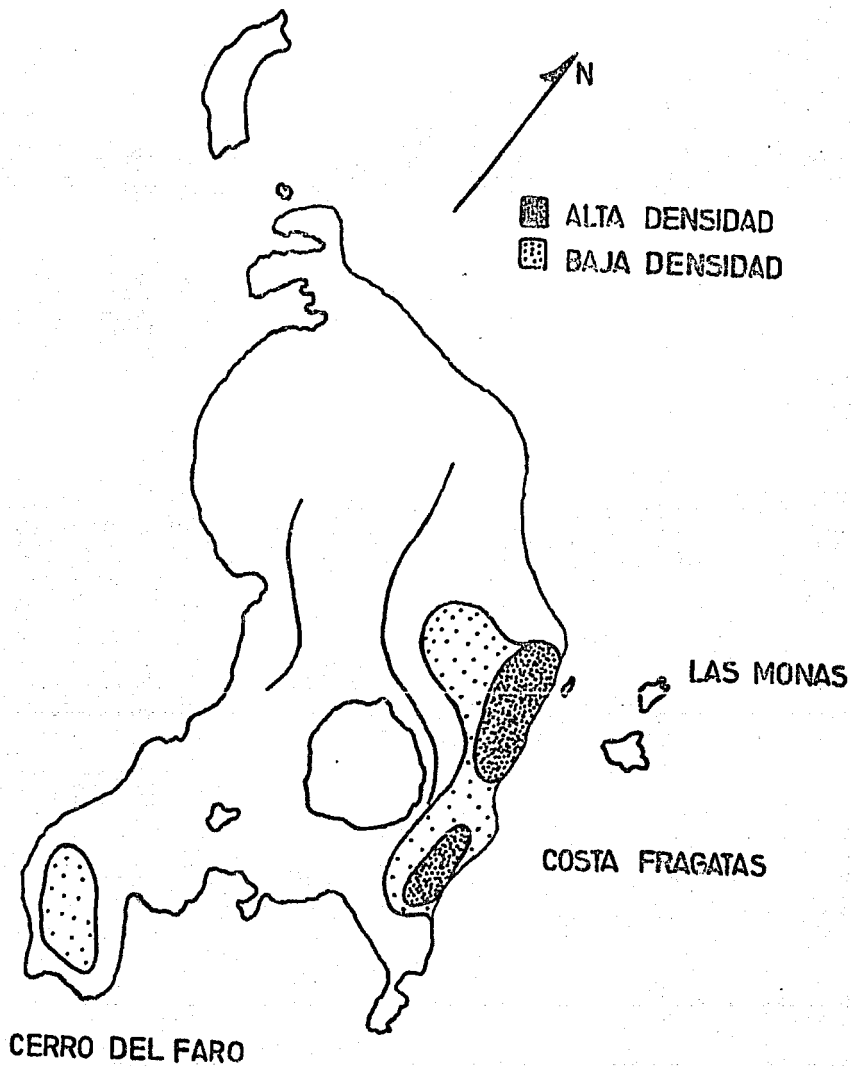 N
ALTA DENSIDAD
BAJA DENSIDAD
LAS MONAS
COSTA FRAGATAS
CERRO DEL FARO